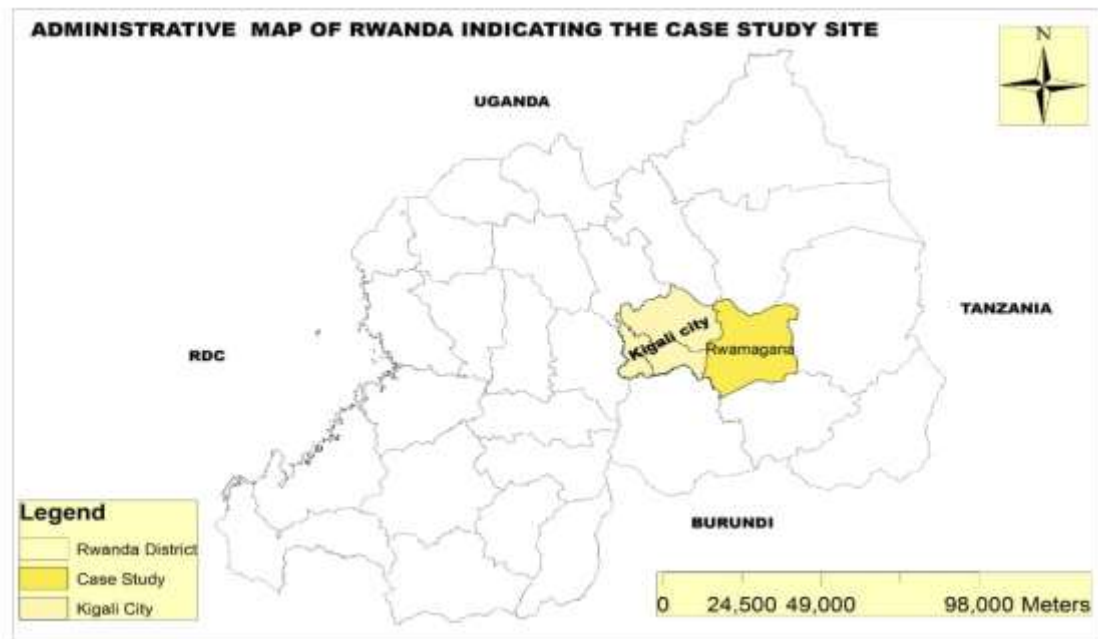 ADMINISTRATIVE MAP OF RWANDA INDICATING THE CASE STUDY SITE
N
UGANDA
TANZANIA
Kigali city
Rwamagana
RDC
BURUNDI
Legend
Rwanda District
Case Study
Kigali City
0 24,500 49,000 98,000 Meters